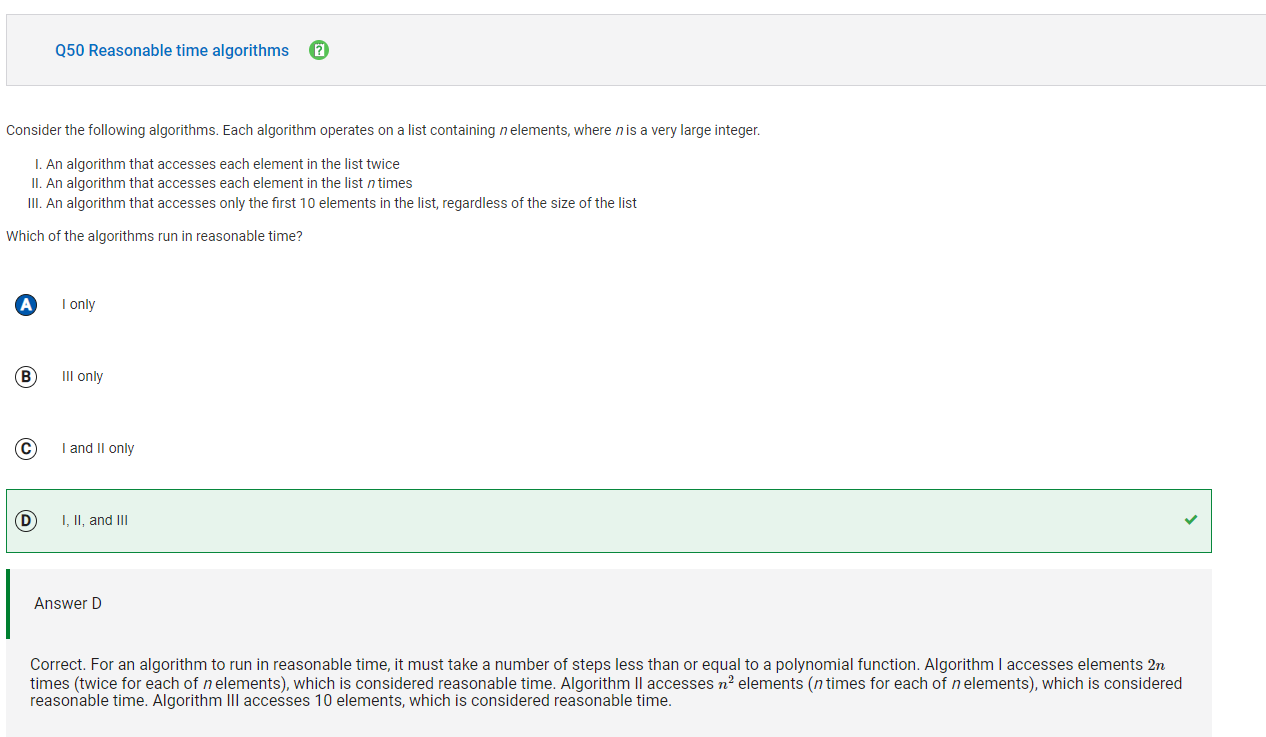 Q50 Reasonable time algorithms
Consider the following algorithms. Each algorithm operates on a list containing n elements, where n is a very large integer.
I. An algorithm that accesses each element in the list twice
II. An algorithm that accesses each element in the list n times
III. An algorithm that accesses only the first 10 elements in the list, regardless of the size of the list
Which of the algorithms run in reasonable time?
A I only
B III only
C I and II only
D I, II, and III
Answer D
Correct. For an algorithm to run in reasonable time, it must take a number of steps less than or equal to a polynomial function. Algorithm I accesses elements 2n
times (twice for each of n elements), which is considered reasonable time. Algorithm II accesses n² elements (n times for each of n elements), which is considered
reasonable time. Algorithm III accesses 10 elements, which is considered reasonable time.